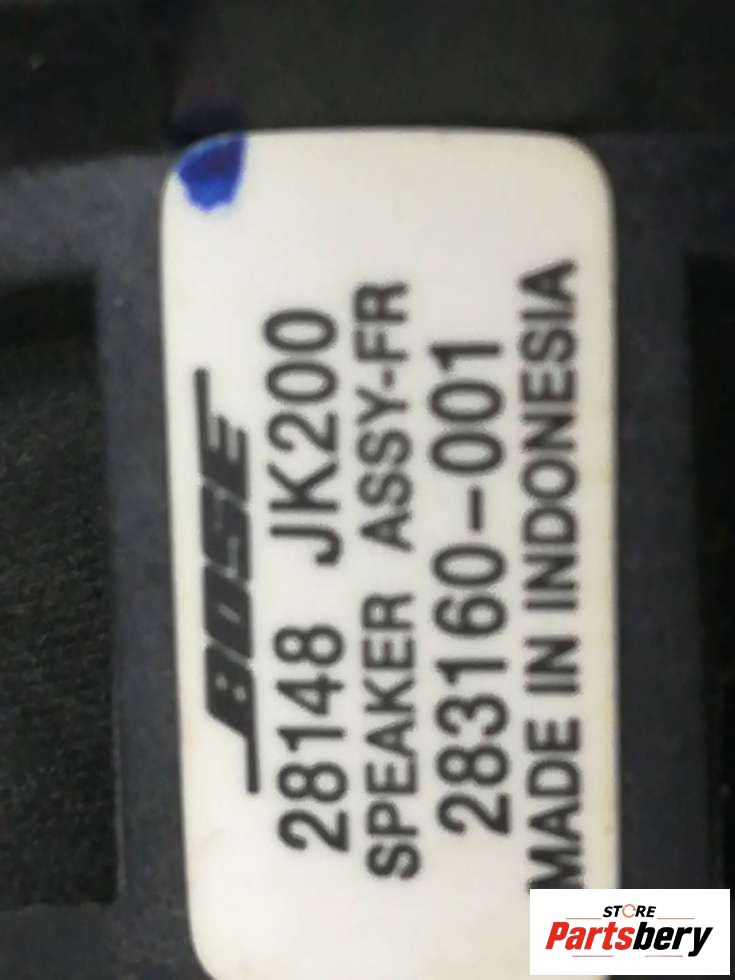 BOSE
28148 JK200
SPEAKER ASSY-FR
283160-001
MADE IN INDONESIA
STORE
Partsbery